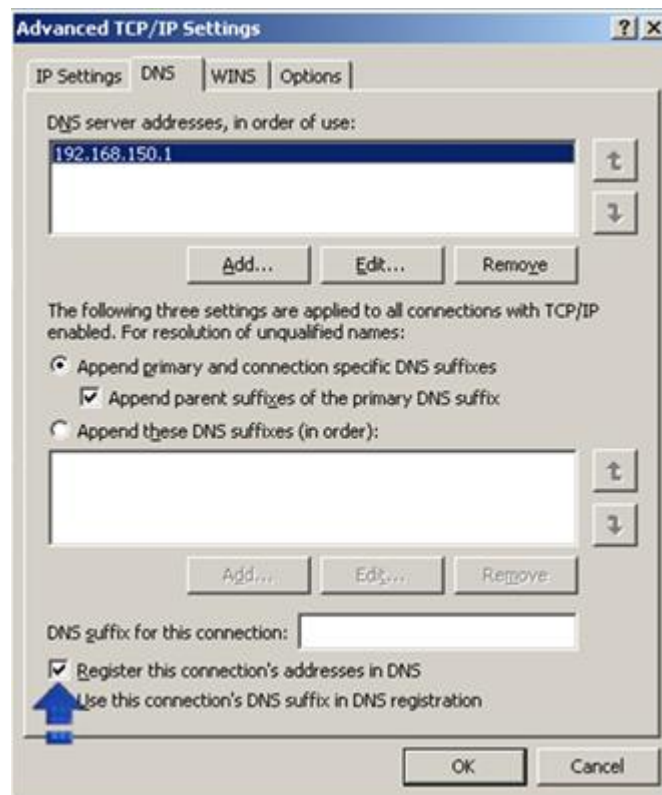 Advanced TCP/IP Settings
IP Settings DNS WINS Options
DNS server addresses, in order of use:
192.168.150.1
Add... Edit... Remove
The following three settings are applied to all connections with TCP/IP
enabled. For resolution of unqualified names:
Append primary and connection specific DNS suffixes
Append parent suffixes of the primary DNS suffix
Append these DNS suffixes (in order):
Add... Edit... Remove
DNS suffix for this connection:
Register this connection's addresses in DNS
Use this connection's DNS suffix in DNS registration
OK Cancel